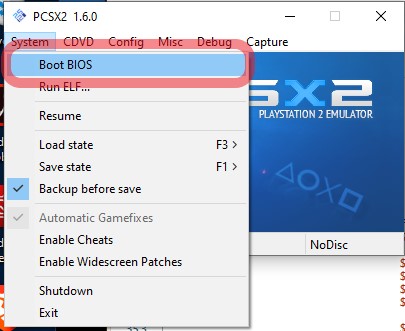 PCSX2 1.6.0
System CDVD Config Misc Debug Capture
Boot BIOS
Run ELF...
Resume
Load state F3 >
Save state F1 >
Backup before save
Automatic Gamefixes
Enable Cheats
Enable Widescreen Patches
Shutdown
Exit
SX2
PLAYSTATION 2 EMULATOR
NoDisc